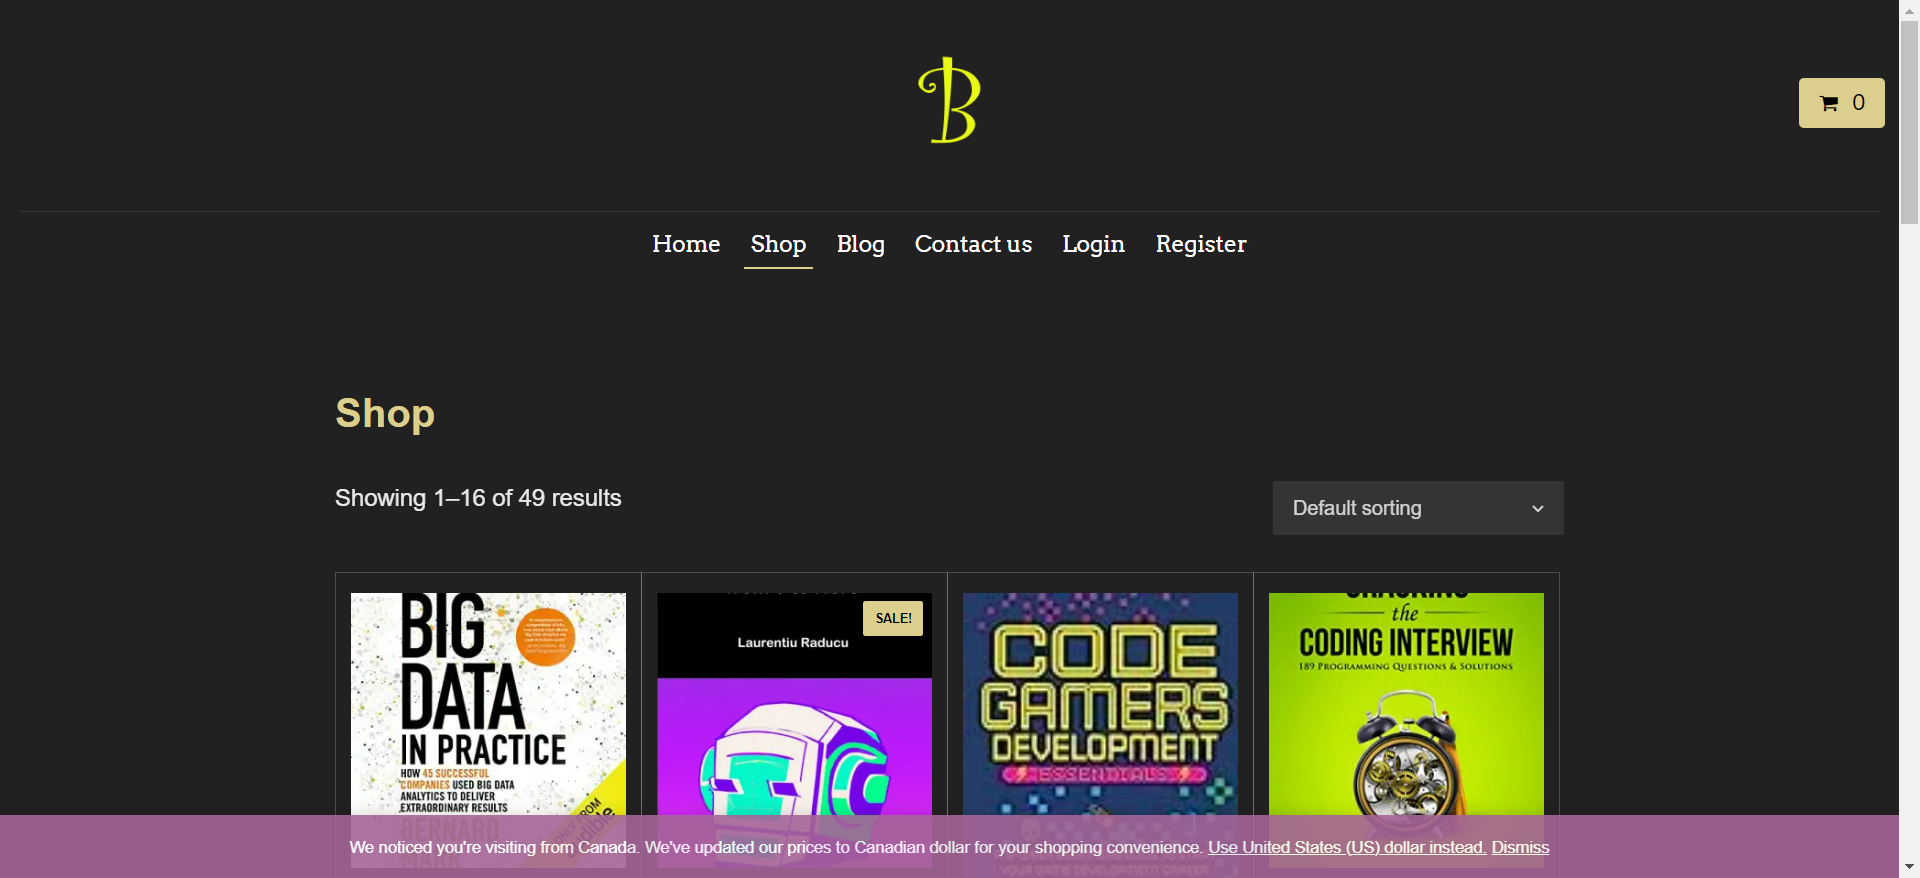 B
0
Home Shop Blog Contact us Login Register
Shop
Showing 1–16 of 49 results
Default sorting
BIG
DATA
IN PRACTICE
HOW 45 SUCCESSFUL
COMPANIES USED BIG DATA
ANALYTICS TO DELIVER
EXTRAORDINARY RESULTS
BERNARD
MARR
SALE!
Laurentiu Raducu
CODE
GAMERS
DEVELOPMENT
ESSENTIALS
CRACKING
the
CODING INTERVIEW
189 PROGRAMMING QUESTIONS & SOLUTIONS
We noticed you're visiting from Canada. We've updated our prices to Canadian dollar for your shopping convenience. Use United States (US) dollar instead. Dismiss